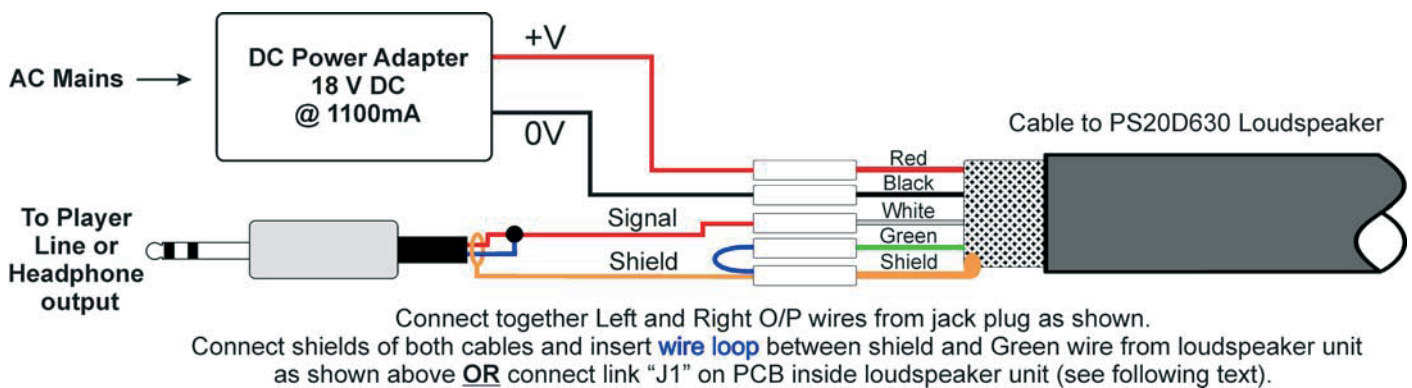 +V
DC Power Adapter
18 V DC
@ 1100mA
AC Mains
0V
Cable to PS20D630 Loudspeaker
Red
Black
White
Green
Shield
Signal
Shield
To Player
Line or
Headphone
output
Connect together Left and Right O/P wires from jack plug as shown.
Connect shields of both cables and insert wire loop between shield and Green wire from loudspeaker unit
as shown above OR connect link “J1” on PCB inside loudspeaker unit (see following text).